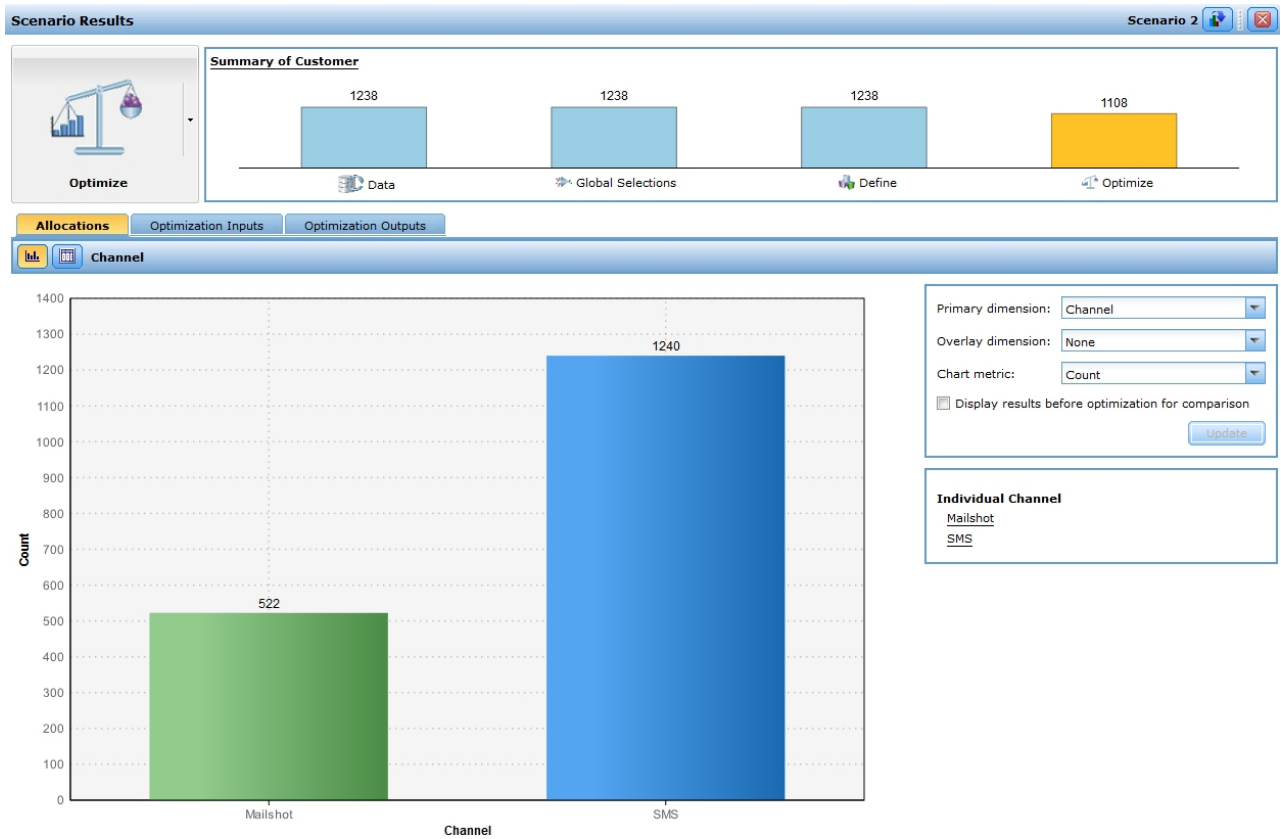 Scenario Results
Scenario 2
Optimize
Summary of Customer
1238
1238
1238
1108
Data
Global Selections
Define
Optimize
Allocations
Optimization Inputs
Optimization Outputs
Channel
1400
1300
1200
1100
1000
900
800
700
600
500
400
300
200
100
0
Count
522
1240
Mailshot
SMS
Channel
Primary dimension: Channel
Overlay dimension: None
Chart metric: Count
Display results before optimization for comparison
Update
Individual Channel
Mailshot
SMS